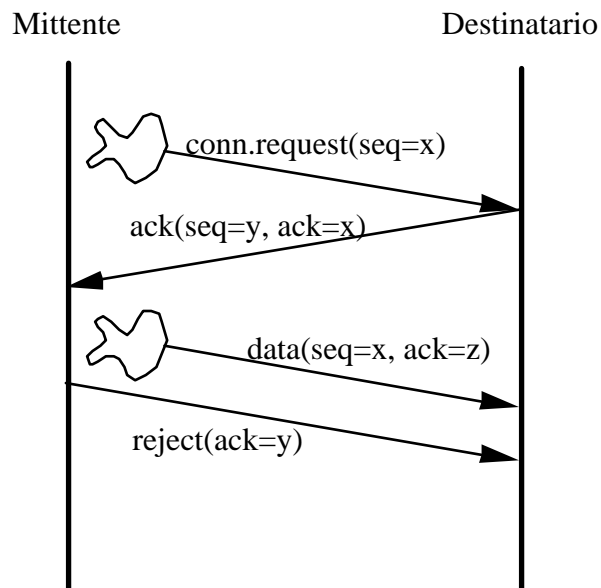 Mittente
Destinatario
conn.request(seq=x)
ack(seq=y, ack=x)
data(seq=x, ack=z)
reject(ack=y)